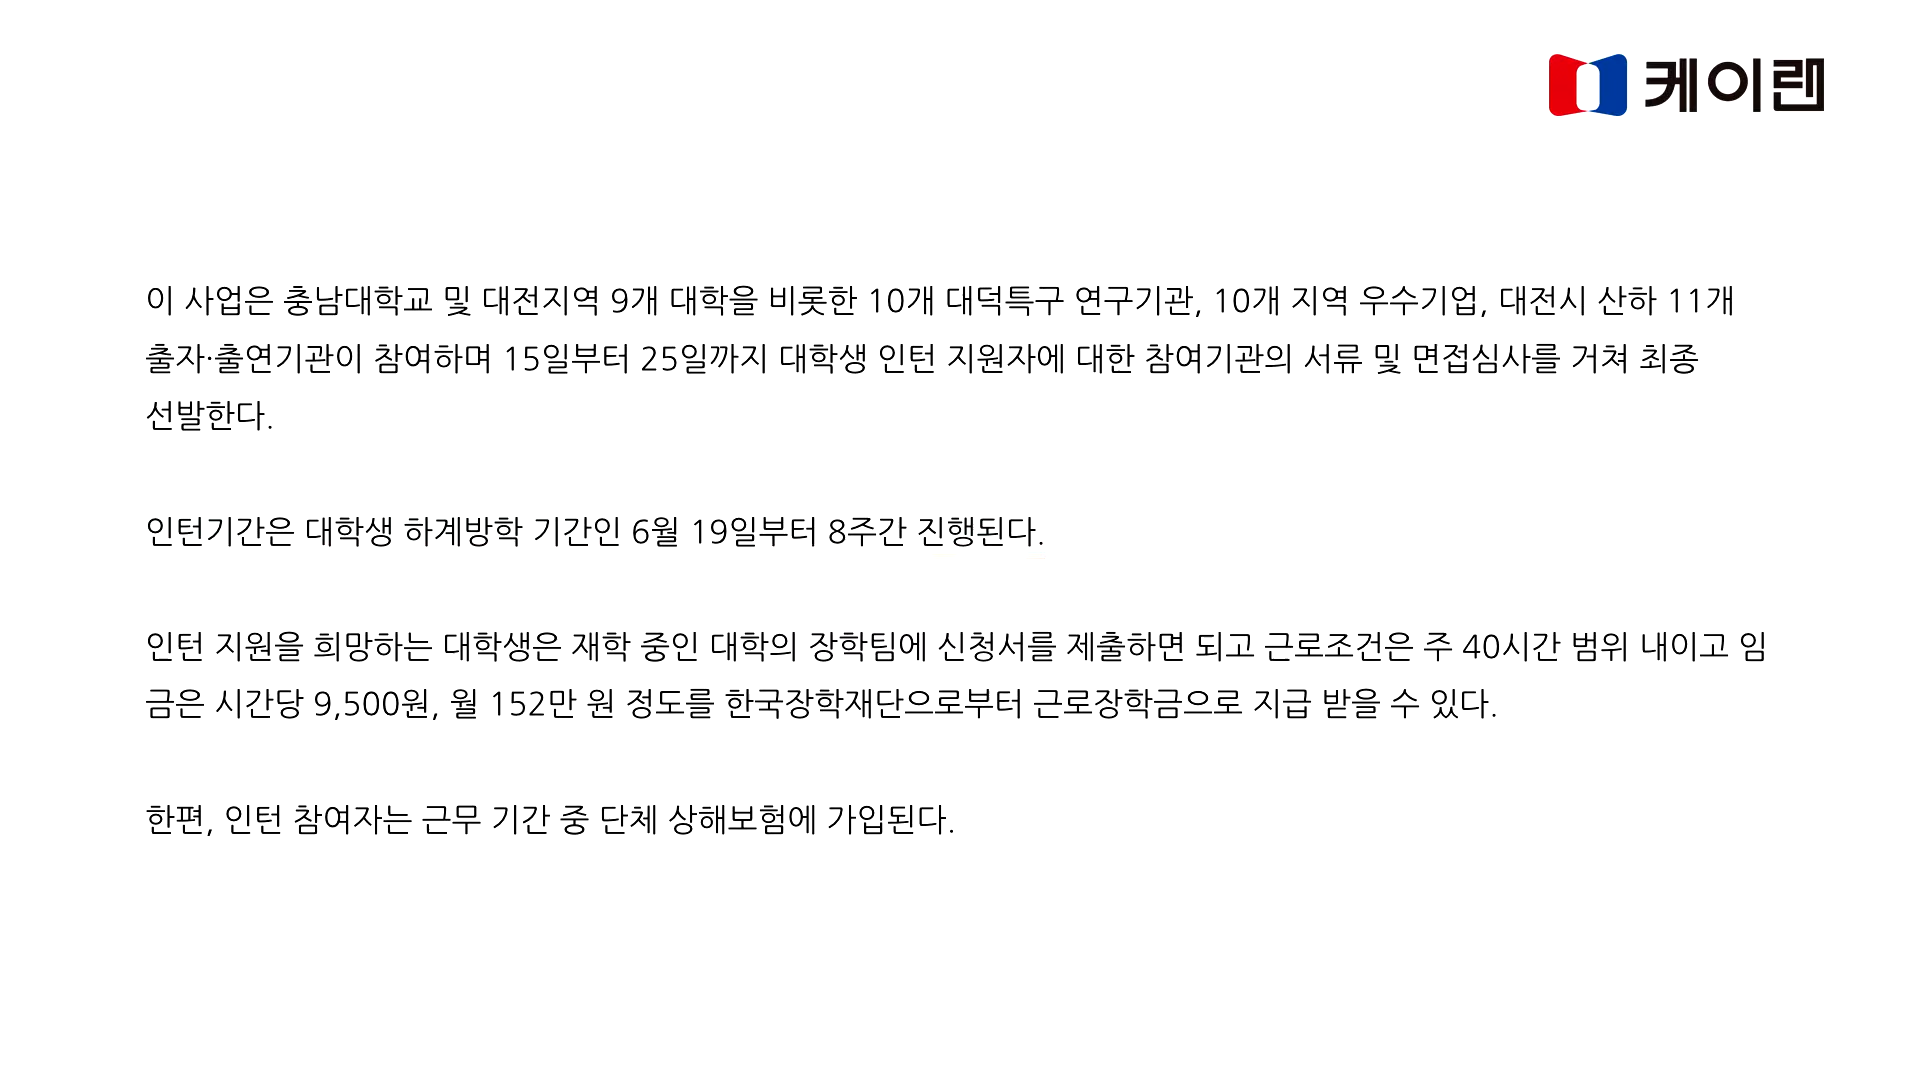 케이랜
이 사업은 충남대학교 및 대전지역 9개 대학을 비롯한 10개 대덕특구 연구기관, 10개 지역 우수기업, 대전시 산하 11개
출자·출연기관이 참여하며 15일부터 25일까지 대학생 인턴 지원자에 대한 참여기관의 서류 및 면접심사를 거쳐 최종
선발한다.
인턴기간은 대학생 하계방학 기간인 6월 19일부터 8주간 진행된다.
인턴 지원을 희망하는 대학생은 재학 중인 대학의 장학팀에 신청서를 제출하면 되고 근로조건은 주 40시간 범위 내이고 임
금은 시간당 9,500원, 월 152만 원 정도를 한국장학재단으로부터 근로장학금으로 지급 받을 수 있다.
한편, 인턴 참여자는 근무 기간 중 단체 상해보험에 가입된다.